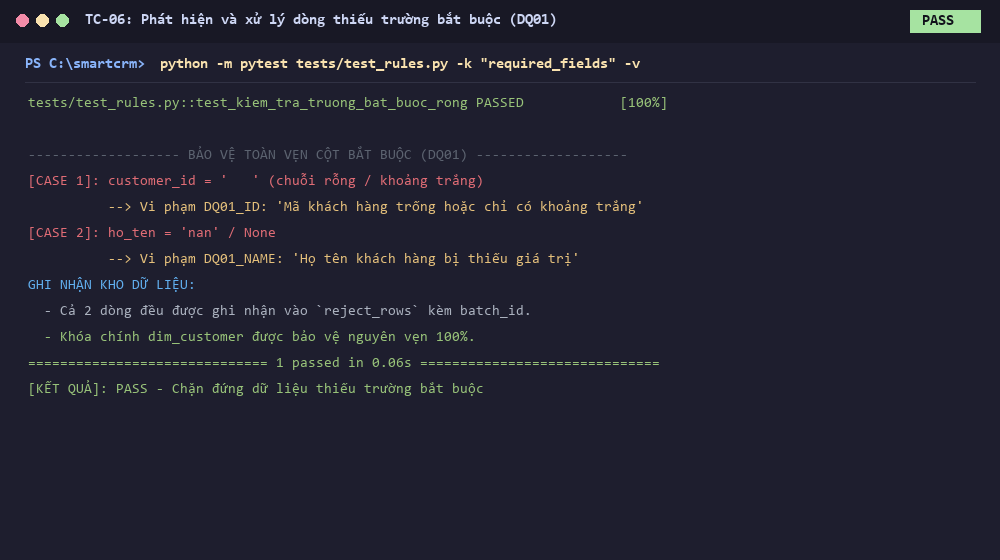 TC-06: Phát hiện và xử lý dòng thiếu trường bắt buộc (DQ01)
PASS
PS C:\smartcrm> python -m pytest tests/test_rules.py -k "required_fields" -v
tests/test_rules.py::test_kiem_tra_truong_bat_buoc_rong PASSED [100%]
------------------- BẢO VỆ TOÀN VẸN CỘT BẮT BUỘC (DQ01) -------------------
[CASE 1]: customer_id = '   ' (chuỗi rỗng / khoảng trắng)
--> Vi phạm DQ01_ID: 'Mã khách hàng trống hoặc chỉ có khoảng trắng'
[CASE 2]: ho_ten = 'nan' / None
--> Vi phạm DQ01_NAME: 'Họ tên khách hàng bị thiếu giá trị'
GHI NHẬN KHO DỮ LIỆU:
- Cả 2 dòng đều được ghi nhận vào `reject_rows` kèm batch_id.
- Khóa chính dim_customer được bảo vệ nguyên vẹn 100%.
============================== 1 passed in 0.06s ==============================
[KẾT QUẢ]: PASS - Chặn đứng dữ liệu thiếu trường bắt buộc